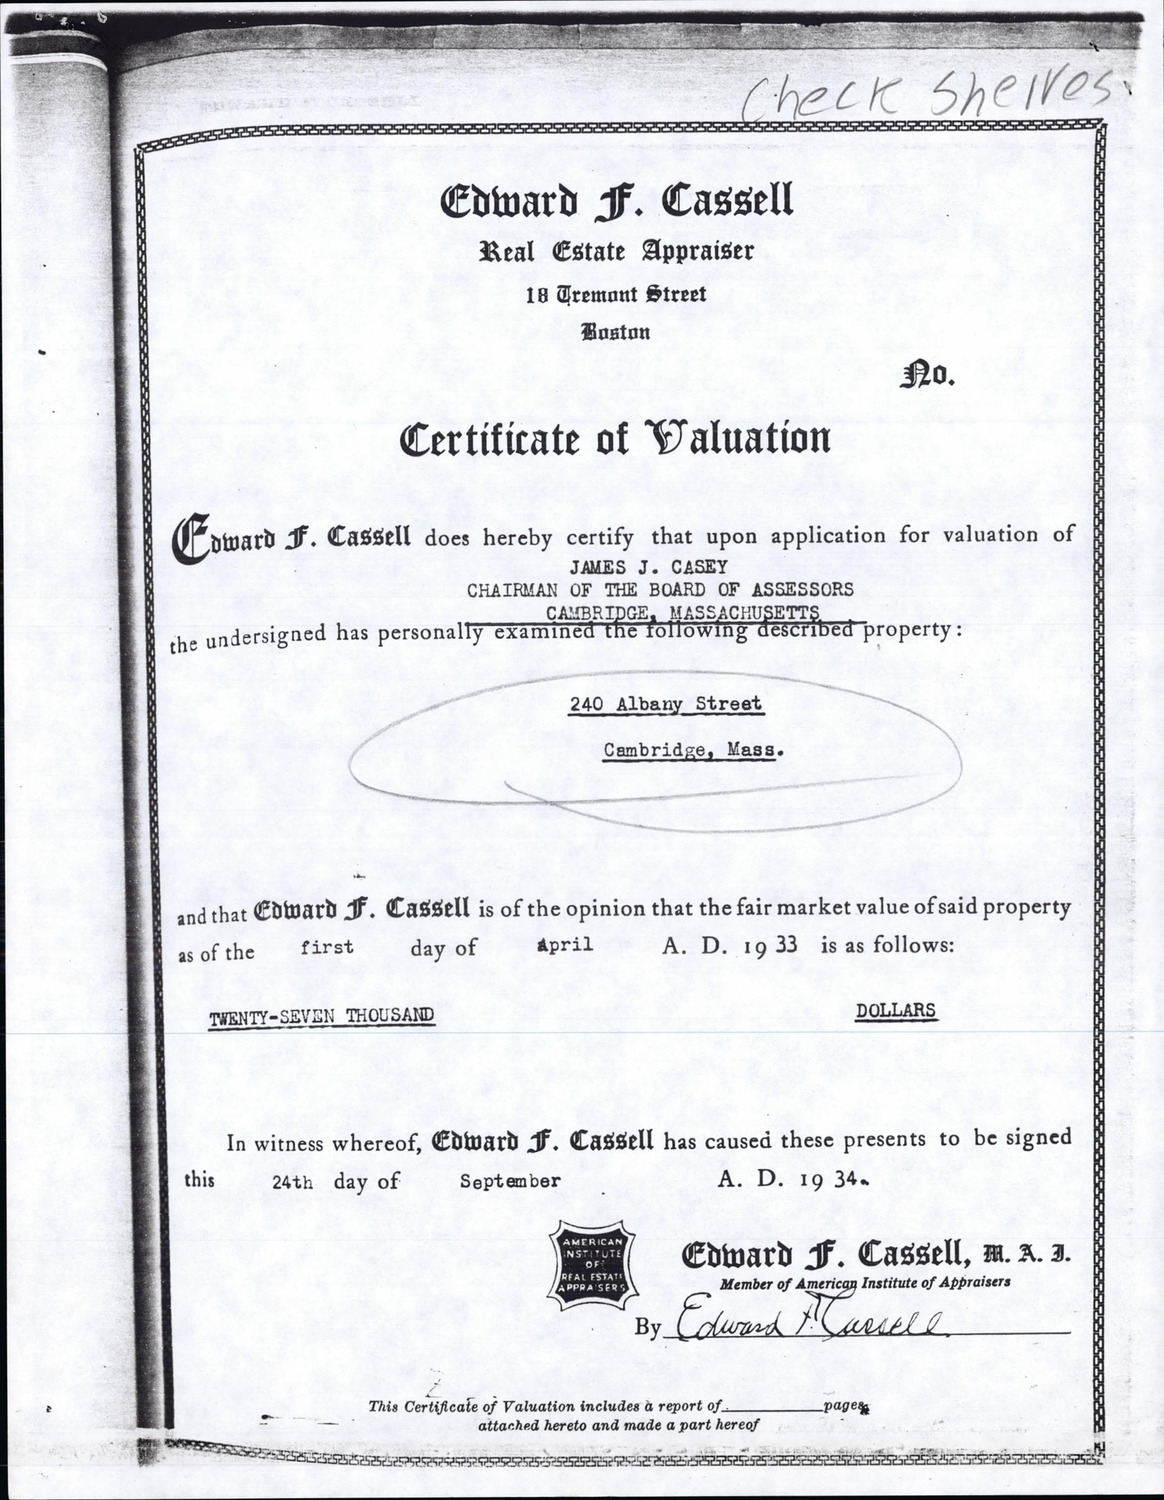 Check Shelves
Edward F. Cassell
Real Estate Appraiser
18 Tremont Street
Boston
No.
Certificate of Valuation
Edward F. Cassell does hereby certify that upon application for valuation of
JAMES J. CASEY
CHAIRMAN OF THE BOARD OF ASSESSORS
CAMBRIDGE, MASSACHUSETTS
the undersigned has personally examined the following described property:
240 Albany Street
Cambridge, Mass.
and that Edward F. Cassell is of the opinion that the fair market value of said property
as of the first day of April A. D. 19 33 is as follows:
TWENTY-SEVEN THOUSAND DOLLARS
In witness whereof, Edward F. Cassell has caused these presents to be signed
this 24th day of September A. D. 19 34.
AMERICAN
INSTITUTE
OF
REAL ESTATE
APPRAISERS
Edward F. Cassell, M. A. I.
Member of American Institute of Appraisers
By Edward F. Cassell
This Certificate of Valuation includes a report of pages
attached hereto and made a part hereof